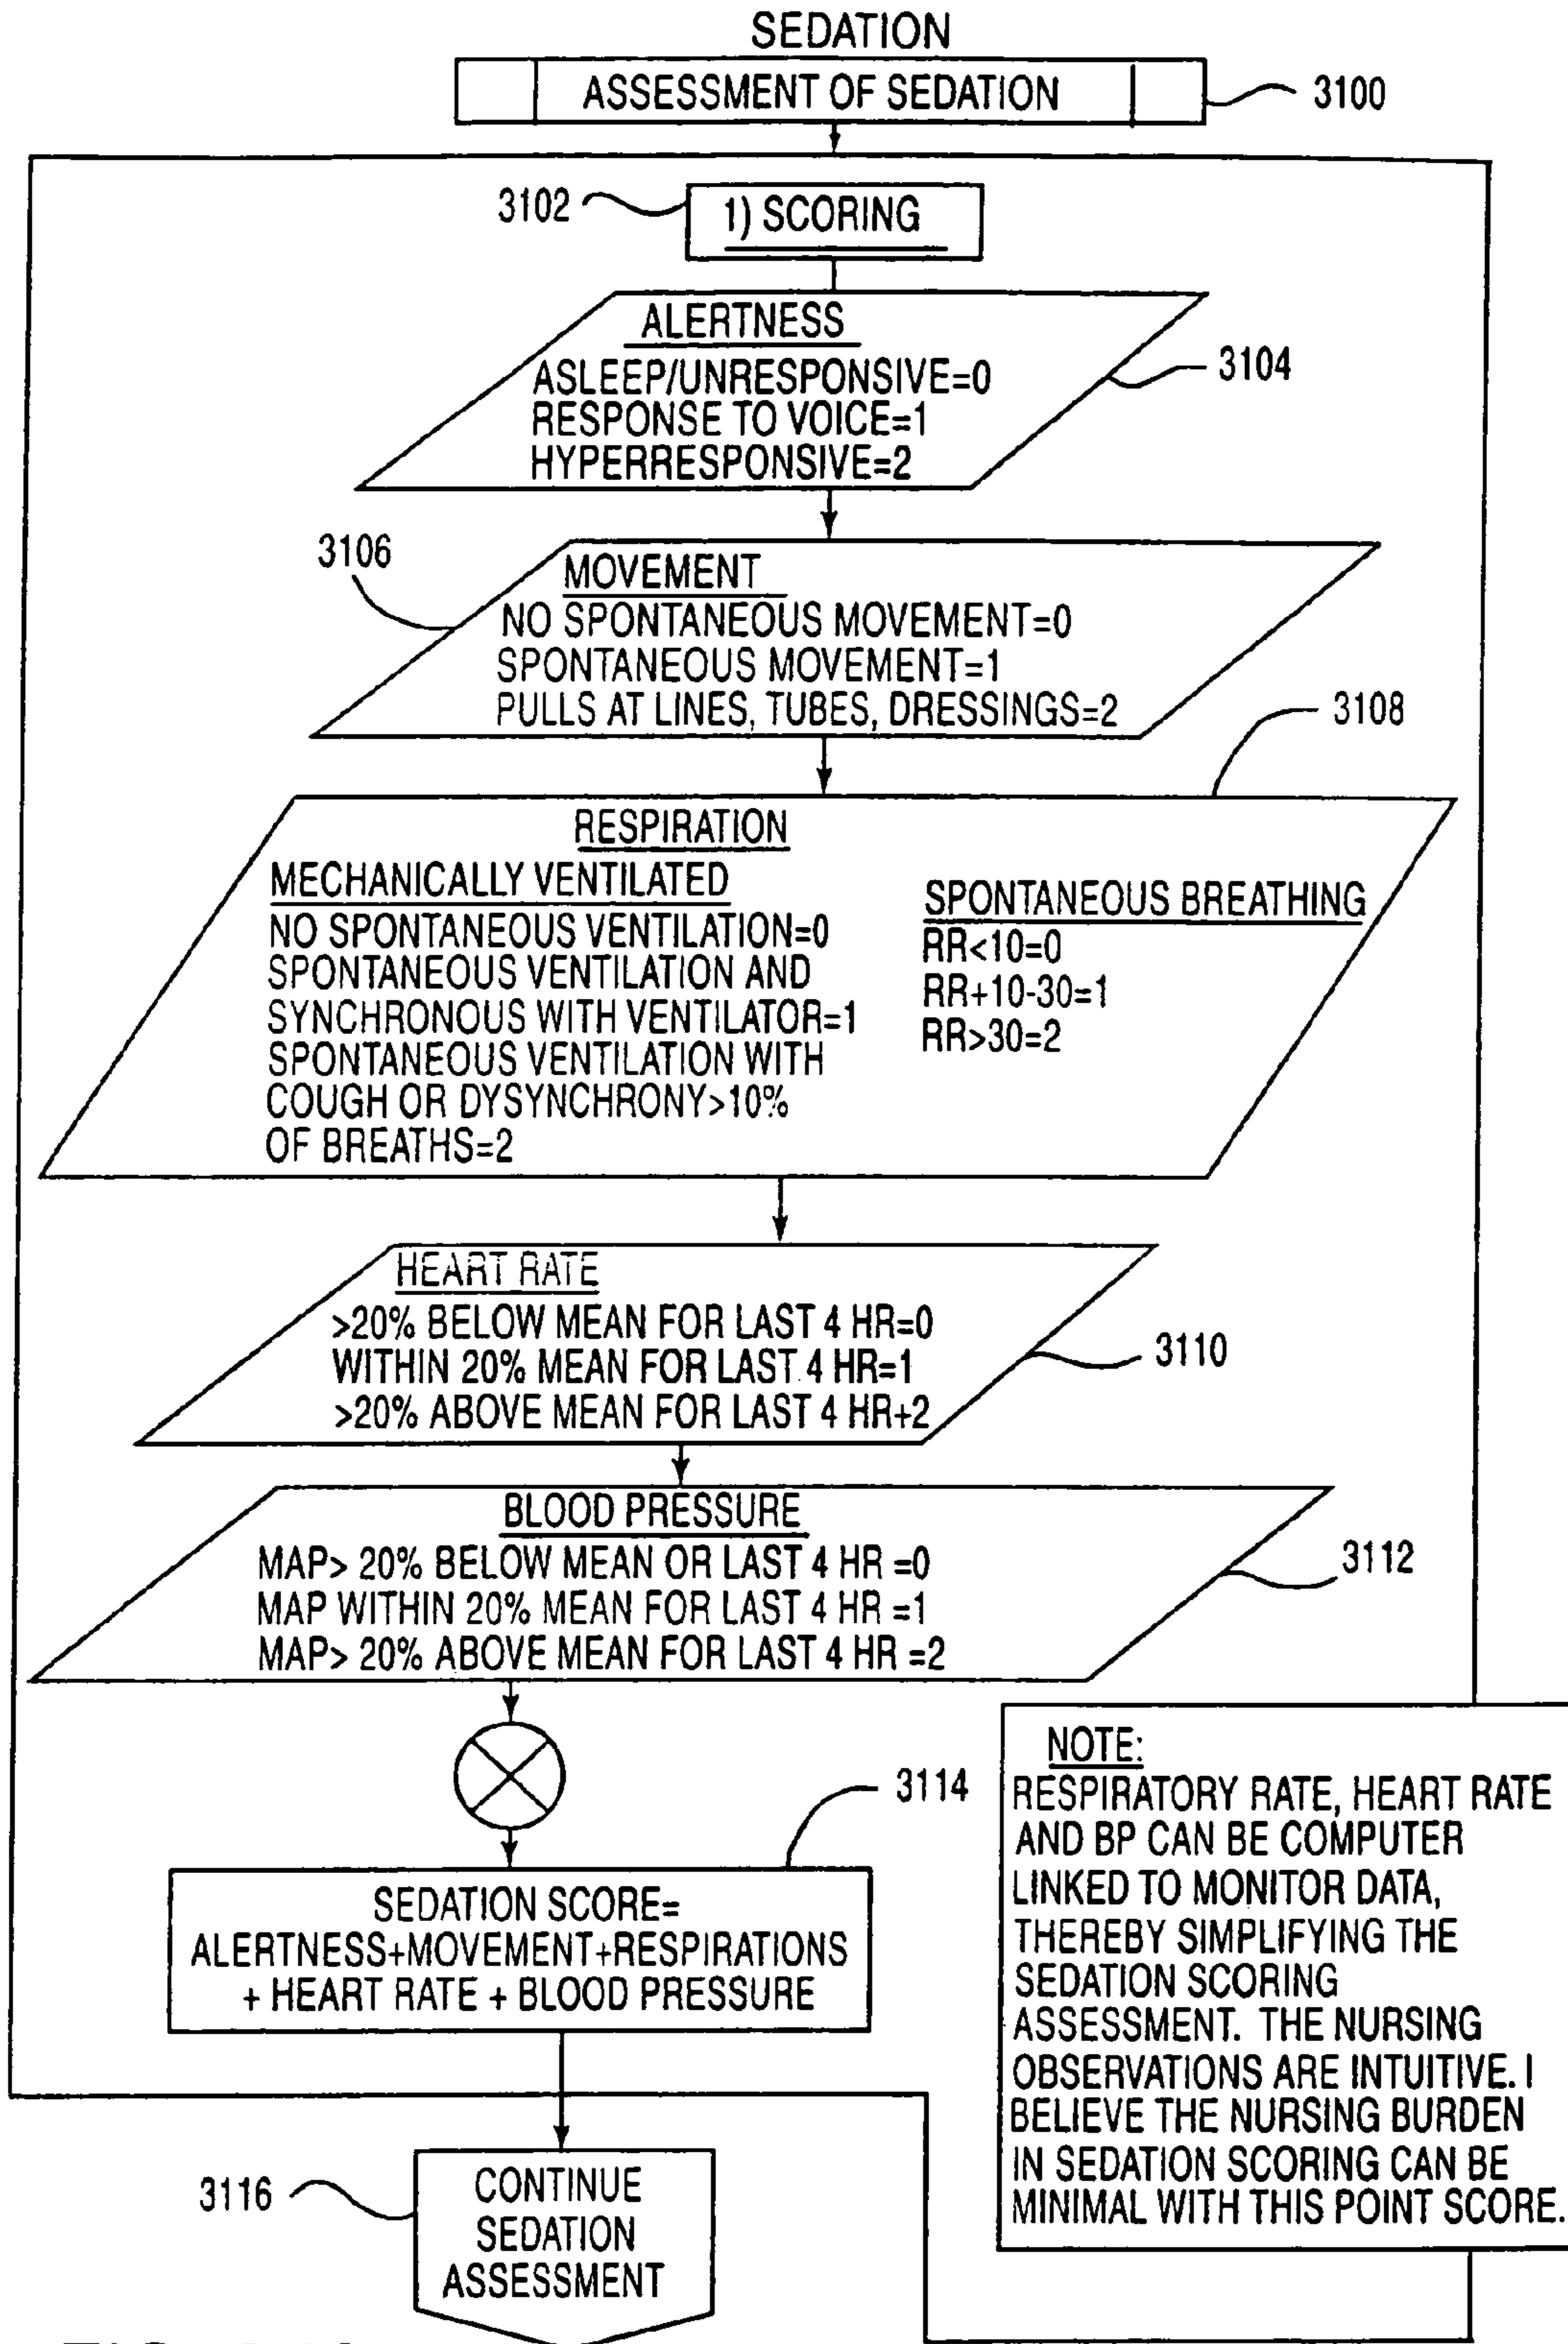 SEDATION
ASSESSMENT OF SEDATION
3100
3102
1) SCORING
ALERTNESS
ASLEEP/UNRESPONSIVE=0
RESPONSE TO VOICE=1
HYPERRESPONSIVE=2
3104
3106
MOVEMENT
NO SPONTANEOUS MOVEMENT=0
SPONTANEOUS MOVEMENT=1
PULLS AT LINES, TUBES, DRESSINGS=2
3108
RESPIRATION
MECHANICALLY VENTILATED
NO SPONTANEOUS VENTILATION=0
SPONTANEOUS VENTILATION AND
SYNCHRONOUS WITH VENTILATOR=1
SPONTANEOUS VENTILATION WITH
COUGH OR DYSYNCHRONY>10%
OF BREATHS=2
SPONTANEOUS BREATHING
RR<10=0
RR+10-30=1
RR>30=2
HEART RATE
>20% BELOW MEAN FOR LAST 4 HR=0
WITHIN 20% MEAN FOR LAST 4 HR=1
>20% ABOVE MEAN FOR LAST 4 HR+2
3110
BLOOD PRESSURE
MAP> 20% BELOW MEAN OR LAST 4 HR =0
MAP WITHIN 20% MEAN FOR LAST 4 HR =1
MAP> 20% ABOVE MEAN FOR LAST 4 HR =2
3112
3114
SEDATION SCORE=
ALERTNESS+MOVEMENT+RESPIRATIONS
+ HEART RATE + BLOOD PRESSURE
NOTE:
RESPIRATORY RATE, HEART RATE
AND BP CAN BE COMPUTER
LINKED TO MONITOR DATA,
THEREBY SIMPLIFYING THE
SEDATION SCORING
ASSESSMENT. THE NURSING
OBSERVATIONS ARE INTUITIVE. I
BELIEVE THE NURSING BURDEN
IN SEDATION SCORING CAN BE
MINIMAL WITH THIS POINT SCORE.
3116
CONTINUE
SEDATION
ASSESSMENT